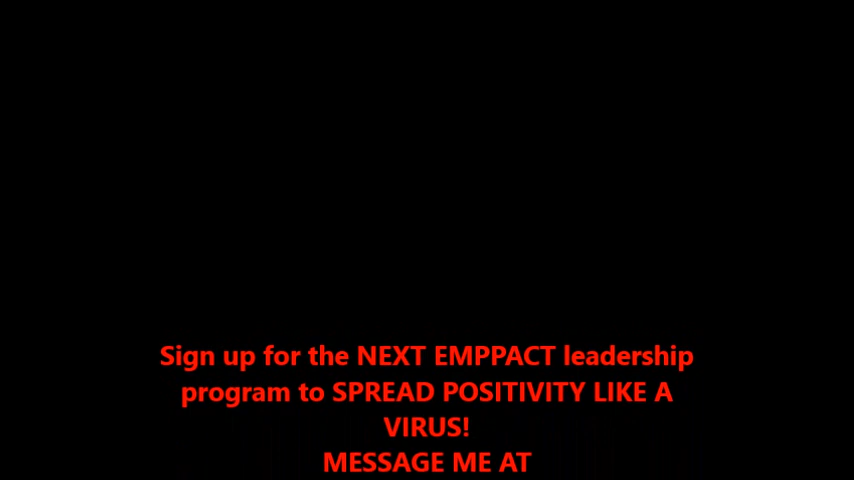 Sign up for the NEXT EMPPACT leadership
program to SPREAD POSITIVITY LIKE A
VIRUS!
MESSAGE ME AT